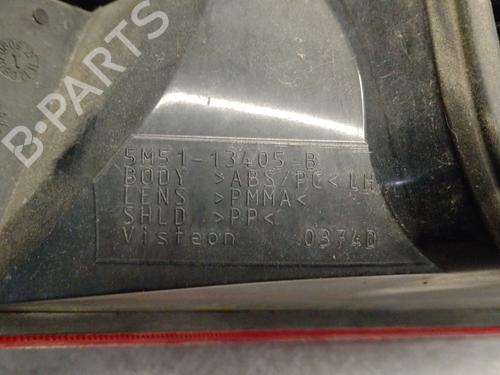 B-PARTS
5M51-13405-B
BODY >ABS/PC< LH
LENS >PMMA<
SHLD >PP<
Visteon 0374D